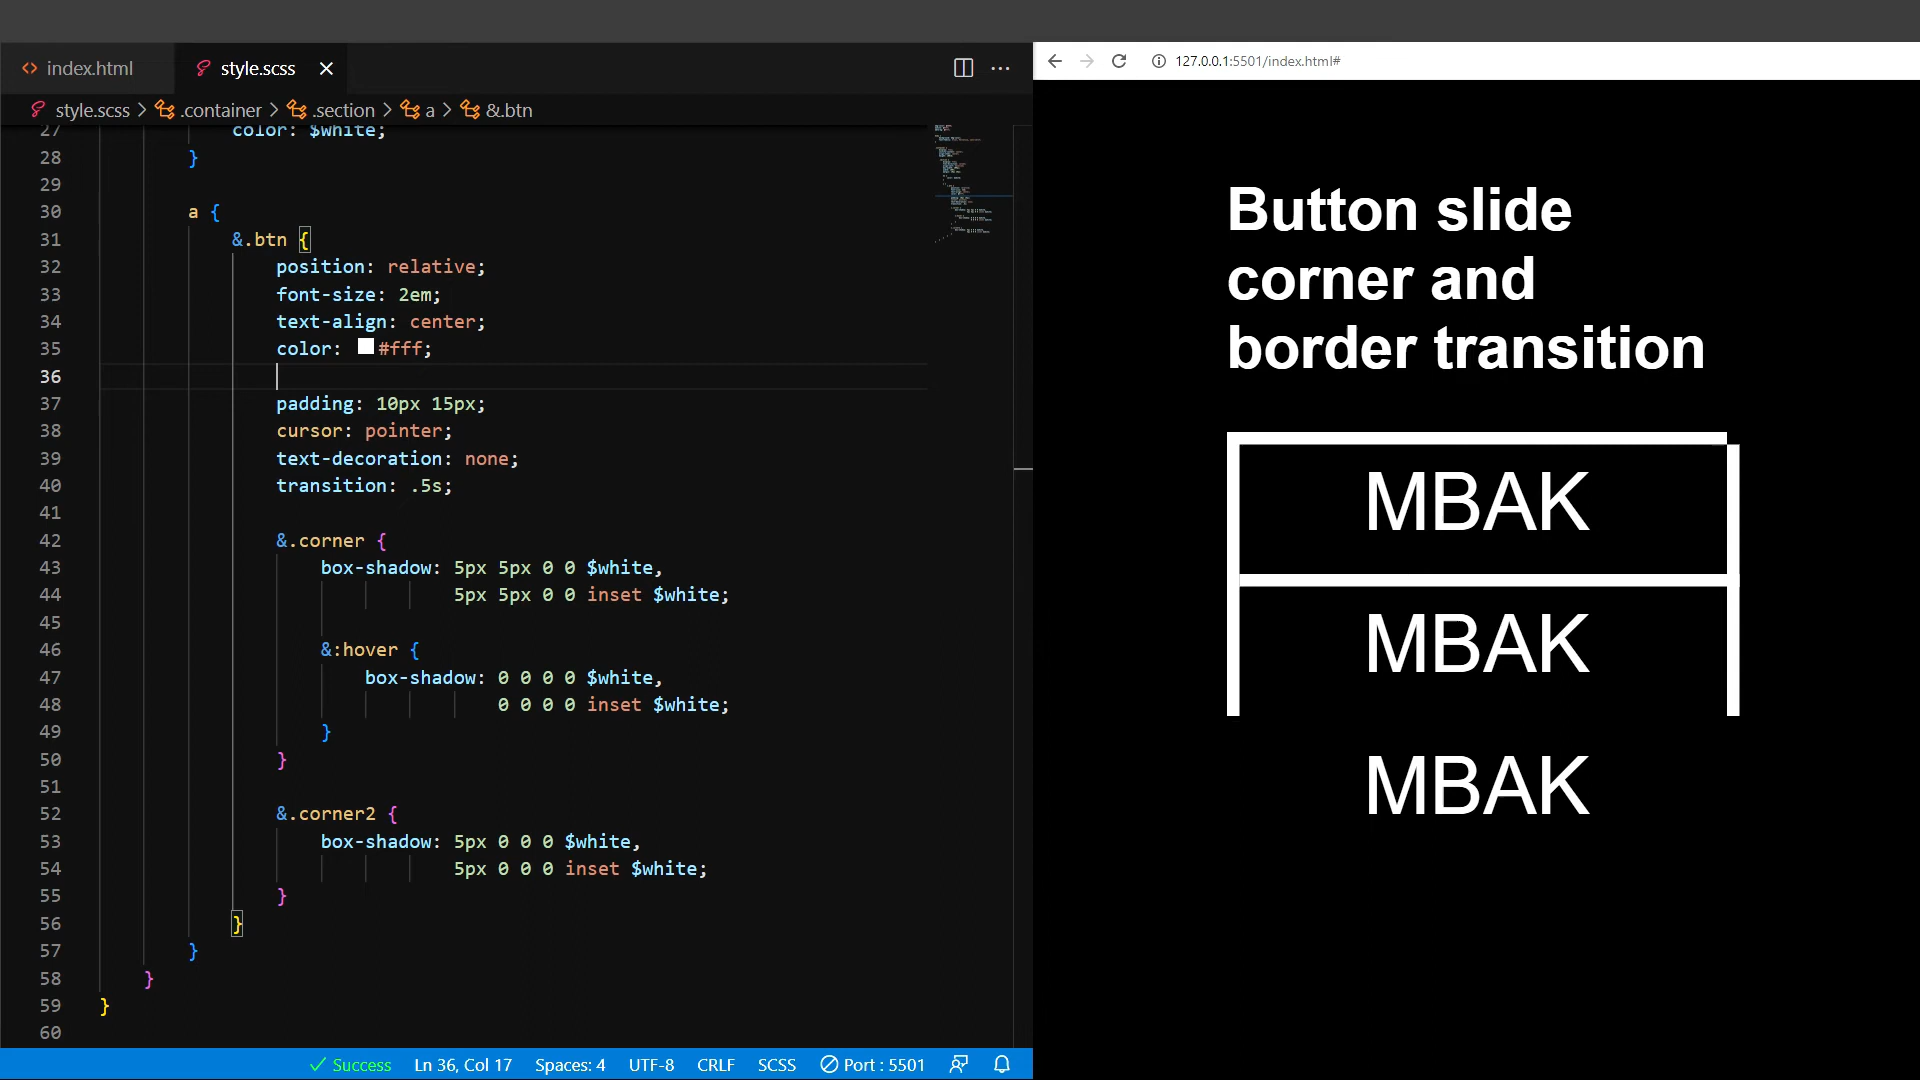 index.html
style.scss
127.0.0.1:5501/index.html#
style.scss > .container > .section > a > &.btn
27 color: $white;
28 }
29
30 a {
31 &.btn {
32 position: relative;
33 font-size: 2em;
34 text-align: center;
35 color: #fff;
36
37 padding: 10px 15px;
38 cursor: pointer;
39 text-decoration: none;
40 transition: .5s;
41
42 &.corner {
43 box-shadow: 5px 5px 0 0 $white,
44 5px 5px 0 0 inset $white;
45
46 &:hover {
47 box-shadow: 0 0 0 0 $white,
48 0 0 0 0 inset $white;
49 }
50 }
51
52 &.corner2 {
53 box-shadow: 5px 0 0 0 $white,
54 5px 0 0 0 inset $white;
55 }
56 }
57 }
58 }
59 }
60
Success Ln 36, Col 17 Spaces: 4 UTF-8 CRLF SCSS Port : 5501
Button slide
corner and
border transition
MBAK
MBAK
MBAK